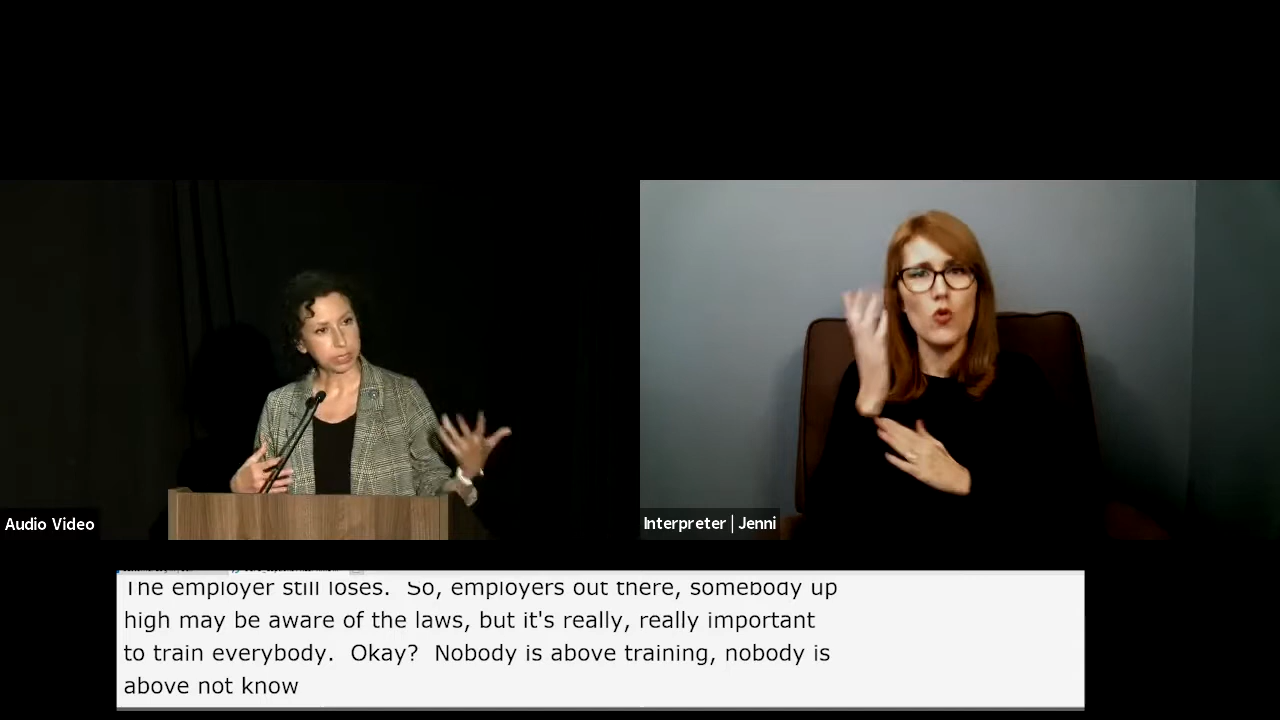 Audio Video
Interpreter | Jenni
The employer still loses.  So, employers out there, somebody up
high may be aware of the laws, but it's really, really important
to train everybody.  Okay?  Nobody is above training, nobody is
above not know